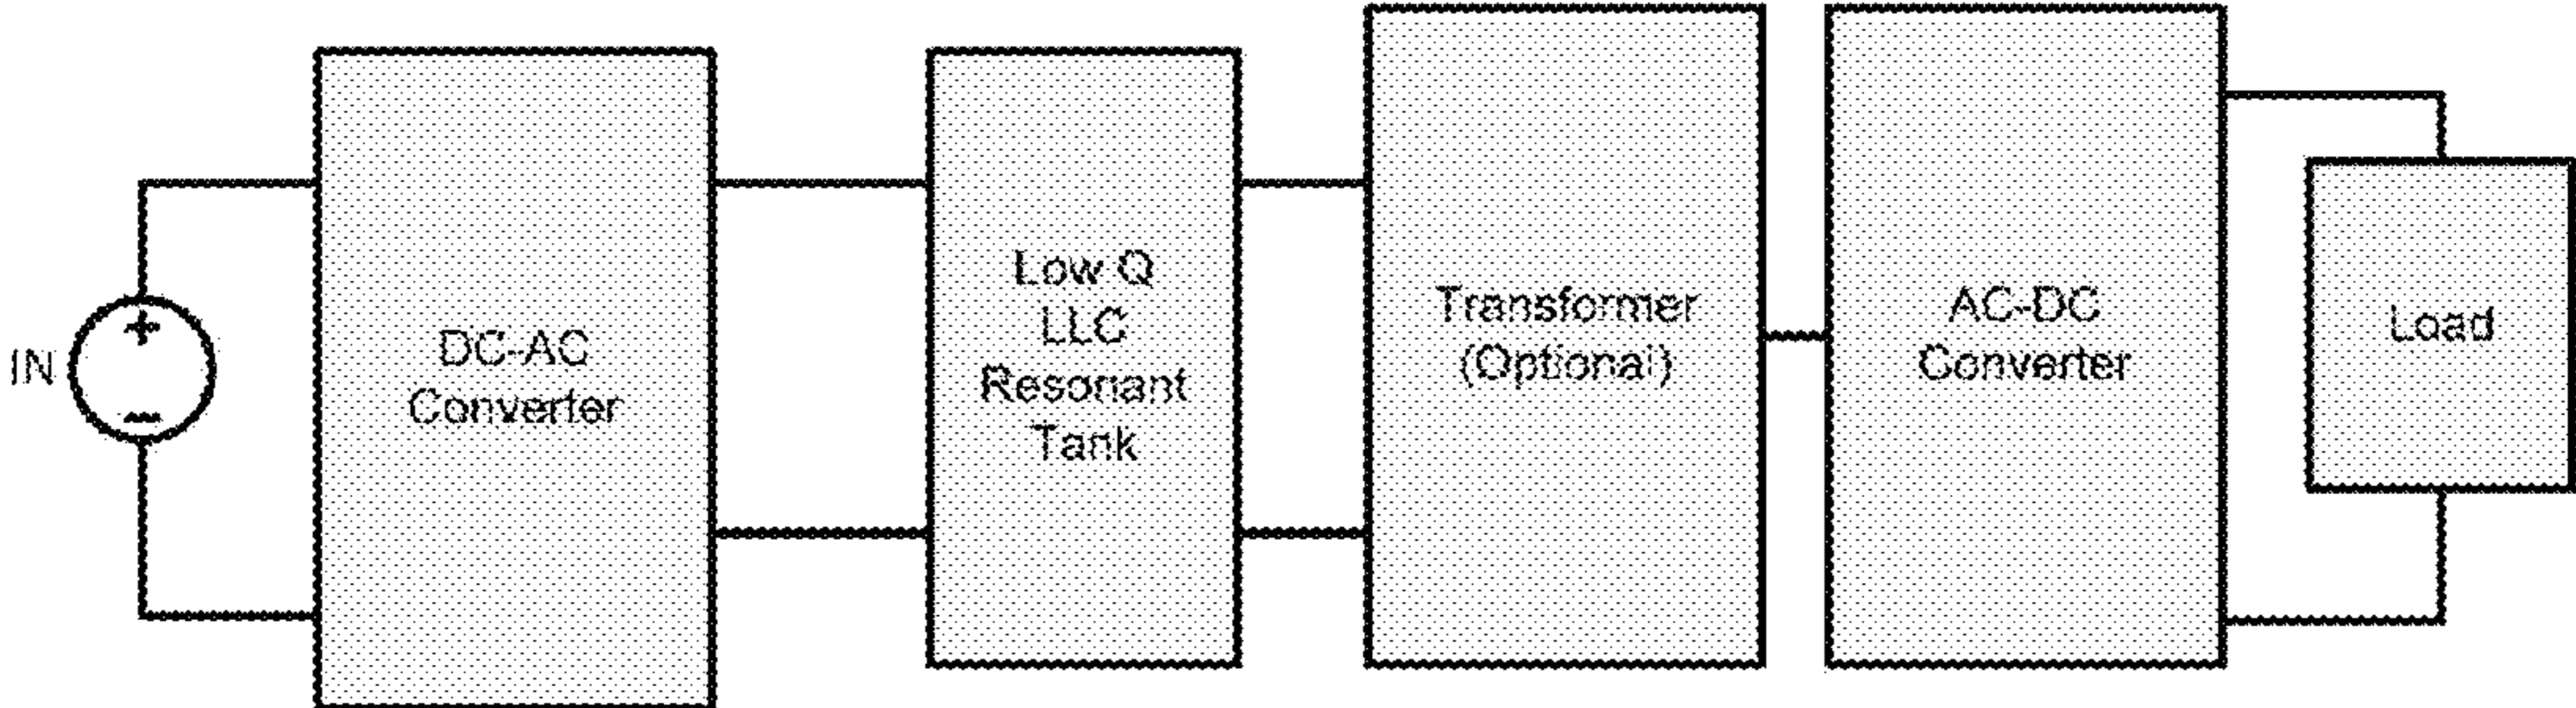 IN
+
−
DC-AC
Converter
Low Q
LLC
Resonant
Tank
Transformer
(Optional)
AC-DC
Converter
Load